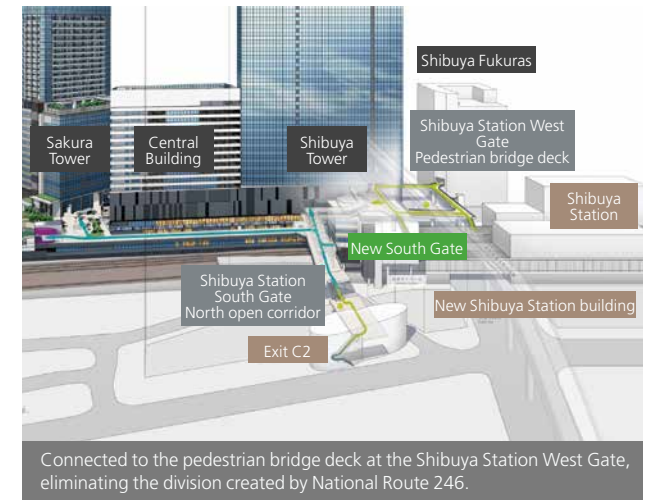 Shibuya Fukuras
Shibuya Station West
Gate
Pedestrian bridge deck
Sakura
Tower
Central
Building
Shibuya
Tower
Shibuya
Station
New South Gate
Shibuya Station
South Gate
North open corridor
New Shibuya Station building
Exit C2
Connected to the pedestrian bridge deck at the Shibuya Station West Gate,
eliminating the division created by National Route 246.